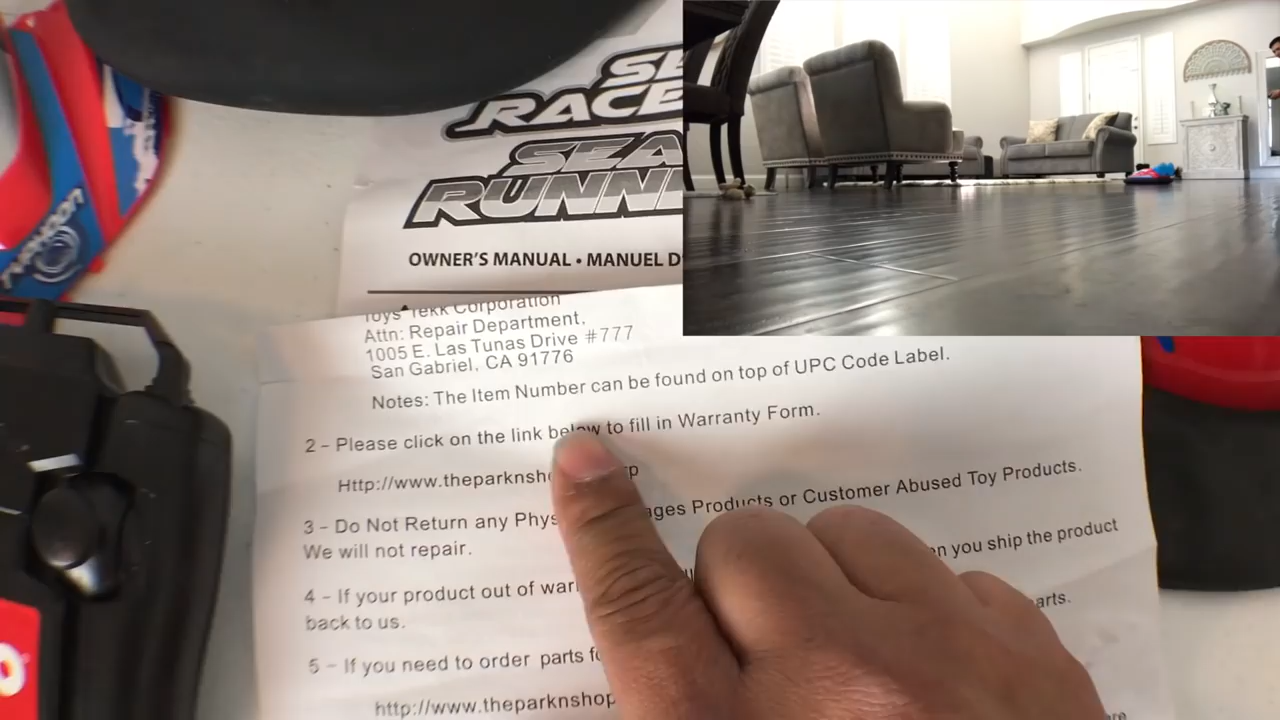 TYPHOON
RACE
SEA
RUNN
OWNER'S MANUAL • MANUEL D
Toys Tekk Corporation
Attn: Repair Department,
1005 E. Las Tunas Drive #777
San Gabriel, CA 91776
Notes: The Item Number can be found on top of UPC Code Label.
2 - Please click on the link below to fill in Warranty Form.
Http://www.theparknsh rp
3 - Do Not Return any Phys ages Products or Customer Abused Toy Products.
We will not repair.
4 - If your product out of war n you ship the product
back to us.
5 - If you need to order parts fo arts.
http://www.theparknshop